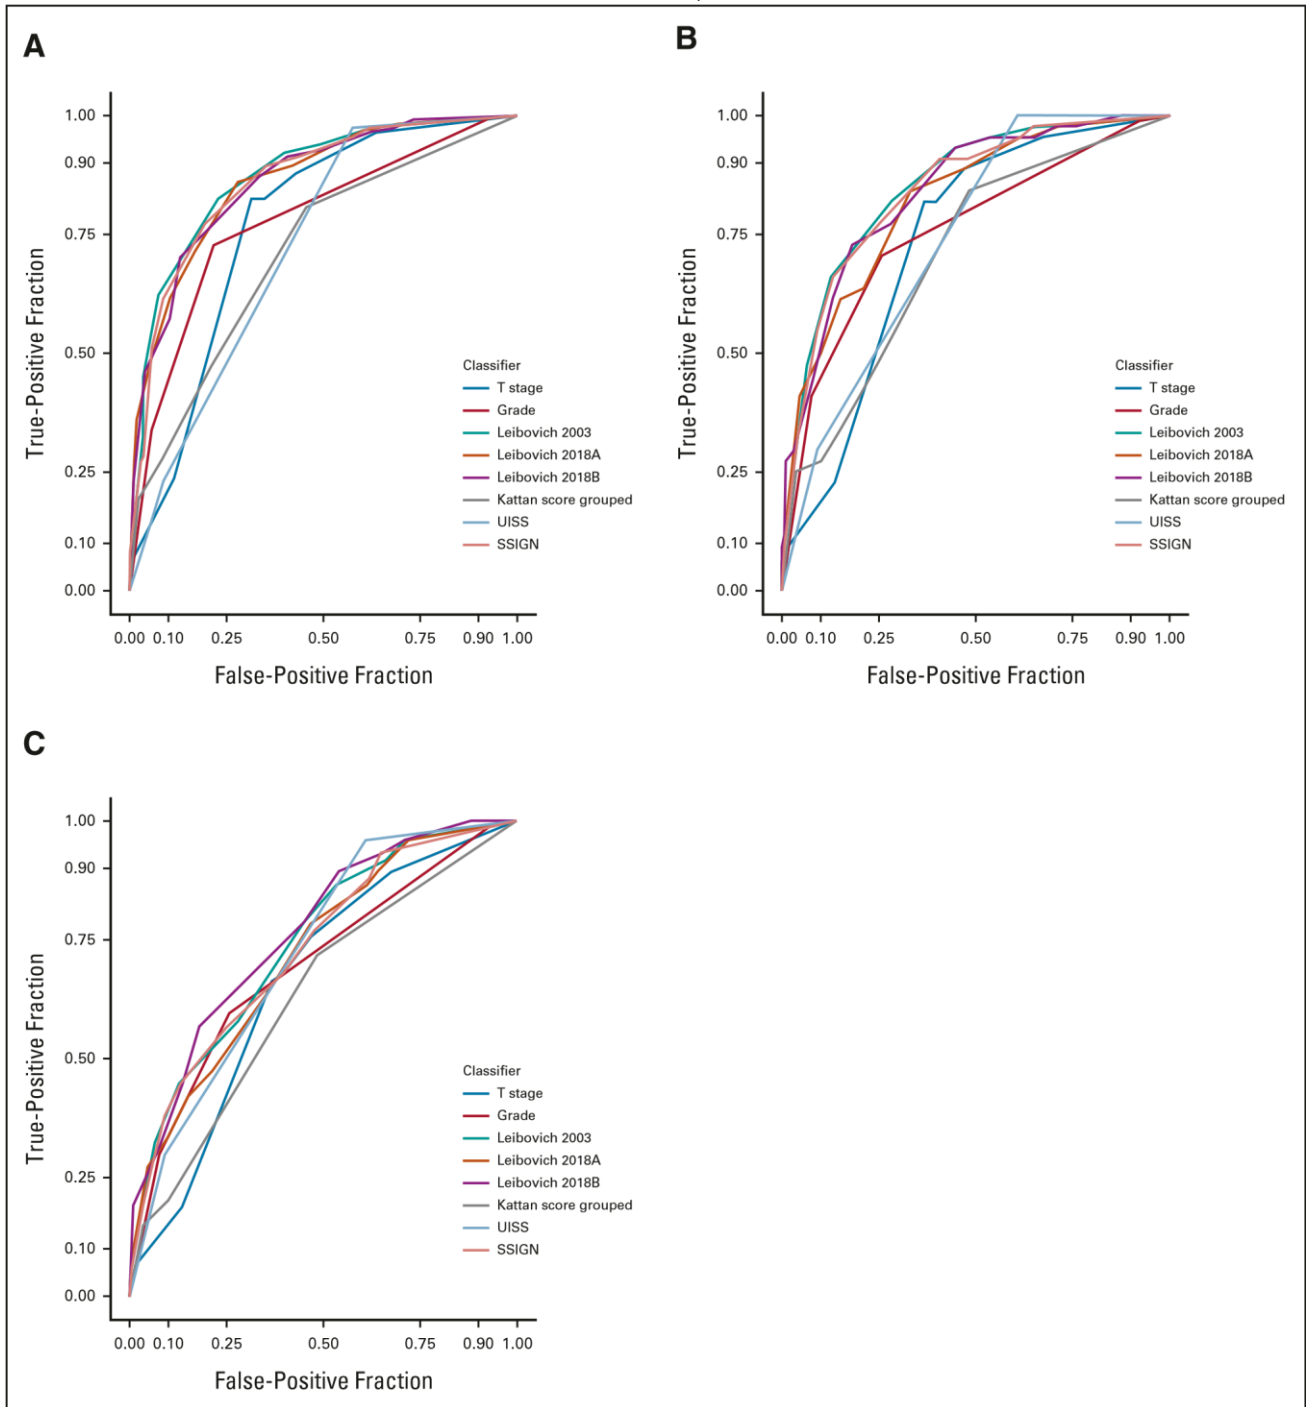 A
True-Positive Fraction
1.00
0.90
0.75
0.50
0.25
0.10
0.00
Classifier
T stage
Grade
Leibovich 2003
Leibovich 2018A
Leibovich 2018B
Kattan score grouped
UISS
SSIGN
0.00 0.10 0.25 0.50 0.75 0.90 1.00
False-Positive Fraction
B
True-Positive Fraction
1.00
0.90
0.75
0.50
0.25
0.10
0.00
Classifier
T stage
Grade
Leibovich 2003
Leibovich 2018A
Leibovich 2018B
Kattan score grouped
UISS
SSIGN
0.00 0.10 0.25 0.50 0.75 0.90 1.00
False-Positive Fraction
C
True-Positive Fraction
1.00
0.90
0.75
0.50
0.25
0.10
0.00
Classifier
T stage
Grade
Leibovich 2003
Leibovich 2018A
Leibovich 2018B
Kattan score grouped
UISS
SSIGN
0.00 0.10 0.25 0.50 0.75 0.90 1.00
False-Positive Fraction